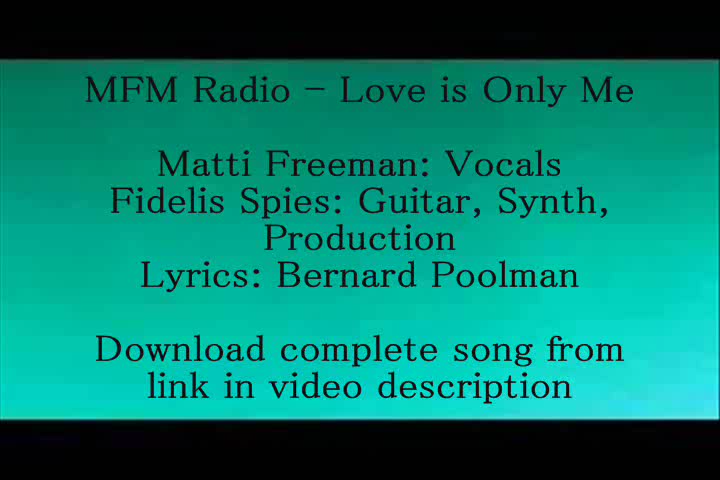 MFM Radio - Love is Only Me
Matti Freeman: Vocals
Fidelis Spies: Guitar, Synth,
Production
Lyrics: Bernard Poolman
Download complete song from
link in video description